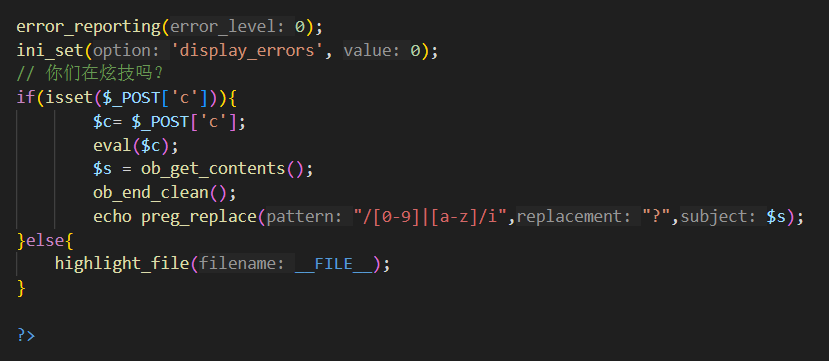 error_reporting(error_level: 0);
ini_set(option: 'display_errors', value: 0);
// 你们在炫技吗?
if(isset($_POST['c'])){
        $c= $_POST['c'];
        eval($c);
        $s = ob_get_contents();
        ob_end_clean();
        echo preg_replace(pattern: "/[0-9]|[a-z]/i",replacement: "?",subject: $s);
}else{
    highlight_file(filename: __FILE__);
}
?>